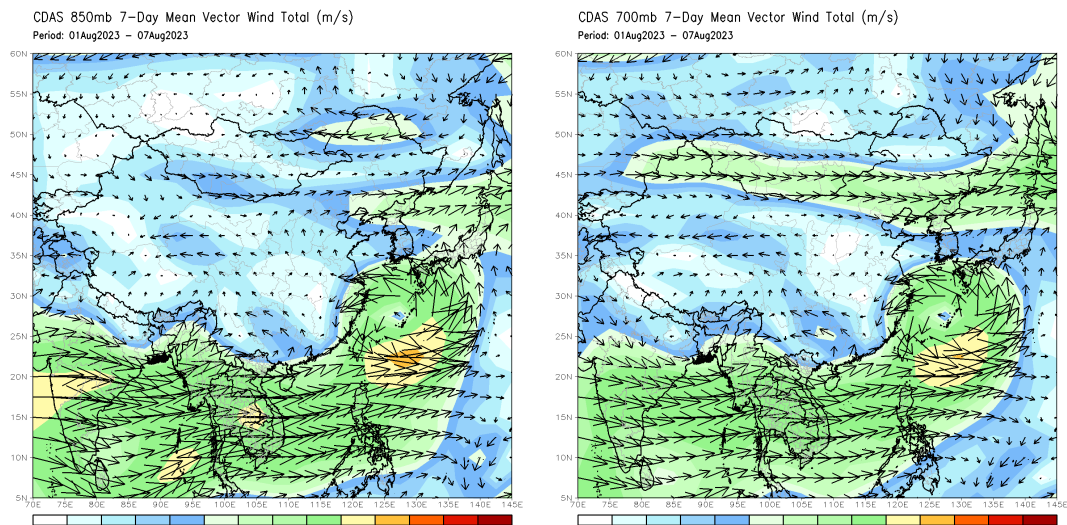 CDAS 850mb 7-Day Mean Vector Wind Total (m/s)
Period: 01Aug2023 - 07Aug2023
60N
55N
50N
45N
40N
35N
30N
25N
20N
15N
10N
5N
70E 75E 80E 85E 90E 95E 100E 105E 110E 115E 120E 125E 130E 135E 140E 145E
CDAS 700mb 7-Day Mean Vector Wind Total (m/s)
Period: 01Aug2023 - 07Aug2023
60N
55N
50N
45N
40N
35N
30N
25N
20N
15N
10N
5N
70E 75E 80E 85E 90E 95E 100E 105E 110E 115E 120E 125E 130E 135E 140E 145E